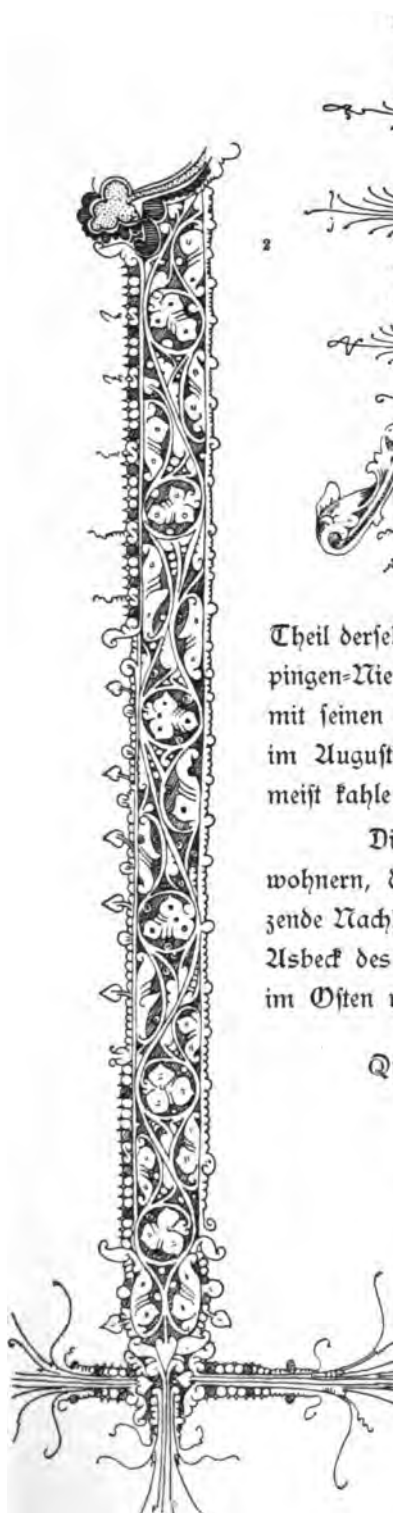 2
Theil derse
pingen-Nie
mit seinen
im August
meist kahle
Di
wohnern,
zende Nach
Asbeck des
im Osten
Q